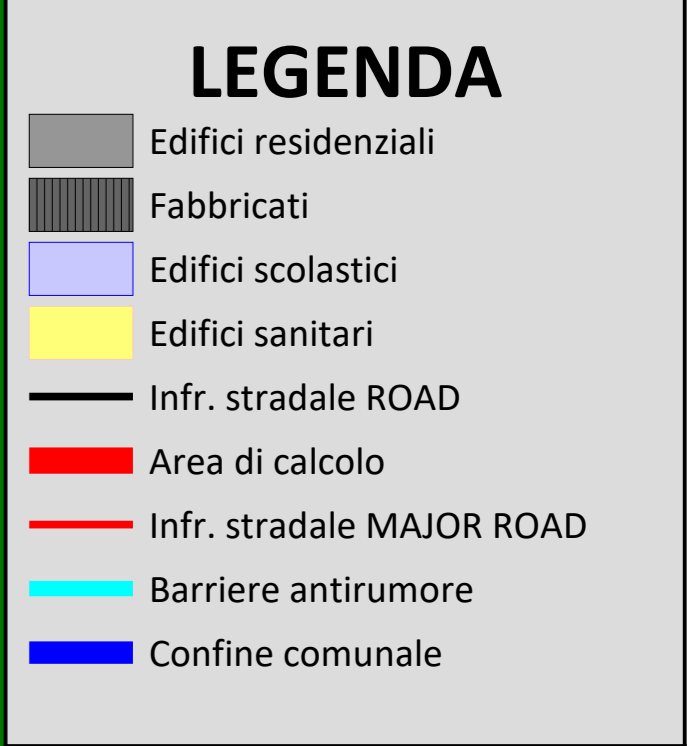 LEGENDA
Edifici residenziali
Fabbricati
Edifici scolastici
Edifici sanitari
Infr. stradale ROAD
Area di calcolo
Infr. stradale MAJOR ROAD
Barriere antirumore
Confine comunale